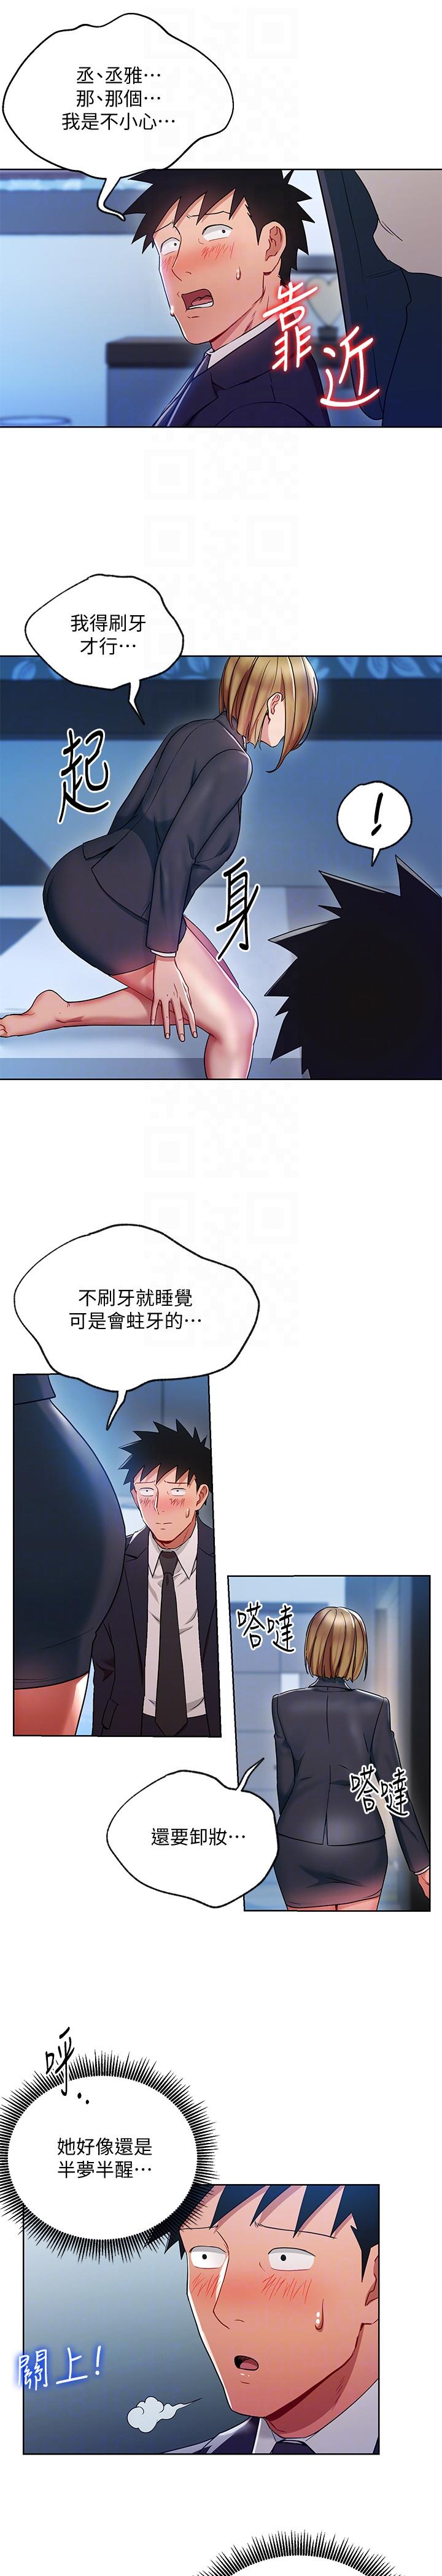 丞、丞雅⋯
那、那個⋯
我是不小心⋯
靠近
我得刷牙
才行⋯
起身
!
不刷牙就睡覺
可是會蛀牙的⋯
嗒噠
嗒噠
還要卸妝⋯
呼⋯
她好像還是
半夢半醒⋯
關上!